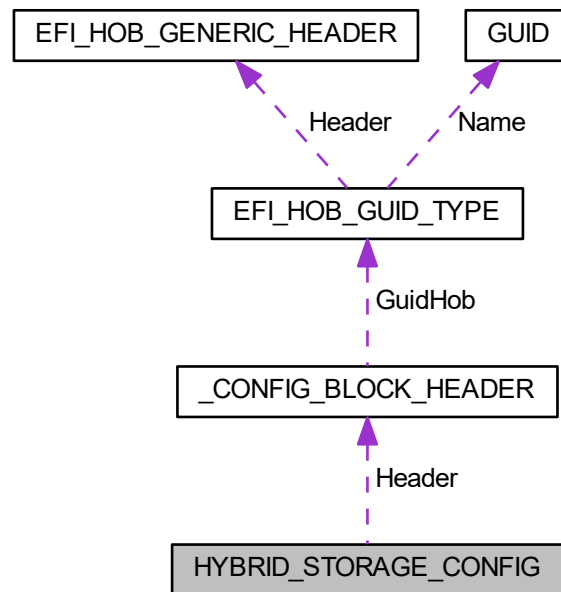 EFI_HOB_GENERIC_HEADER
GUID
Header
Name
EFI_HOB_GUID_TYPE
GuidHob
_CONFIG_BLOCK_HEADER
Header
HYBRID_STORAGE_CONFIG